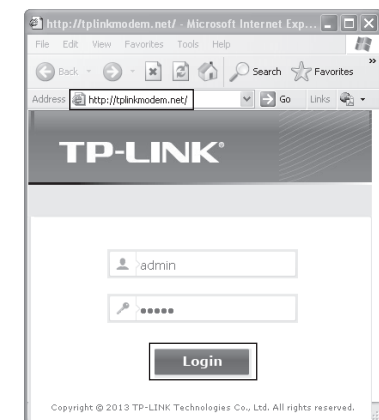 http://tplinkmodem.net/ - Microsoft Internet Exp...
File Edit View Favorites Tools Help
Back Search Favorites »
Address http://tplinkmodem.net/ Go Links
TP-LINK®
admin
•••••
Login
Copyright © 2013 TP-LINK Technologies Co., Ltd. All rights reserved.